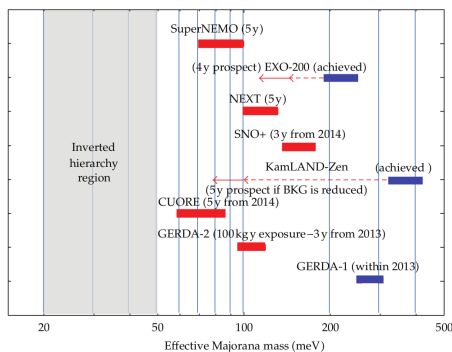 SuperNEMO (5 y)
(4 y prospect) EXO-200 (achieved)
NEXT (5 y)
SNO+ (3 y from 2014)
Inverted
hierarchy
region
KamLAND-Zen
(achieved )
(5 y prospect if BKG is reduced)
CUORE (5 y from 2014)
GERDA-2 (100 kg y exposure–3 y from 2013)
GERDA-1 (within 2013)
20 50 100 200 500
Effective Majorana mass (meV)